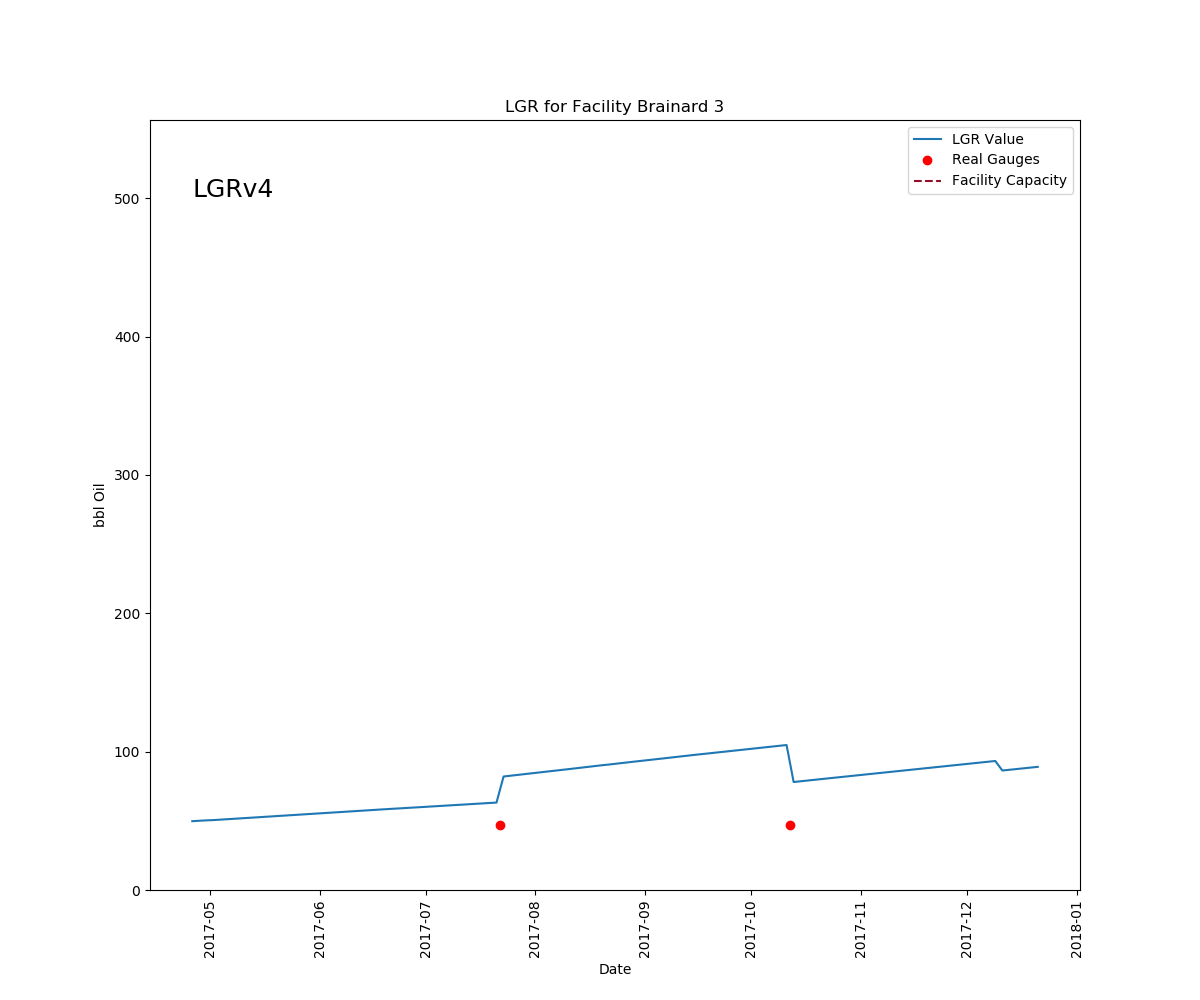 LGR for Facility Brainard 3
LGR Value
Real Gauges
Facility Capacity
LGRv4
500
400
300
200
100
0
bbl Oil
2017-05
2017-06
2017-07
2017-08
2017-09
2017-10
2017-11
2017-12
2018-01
Date